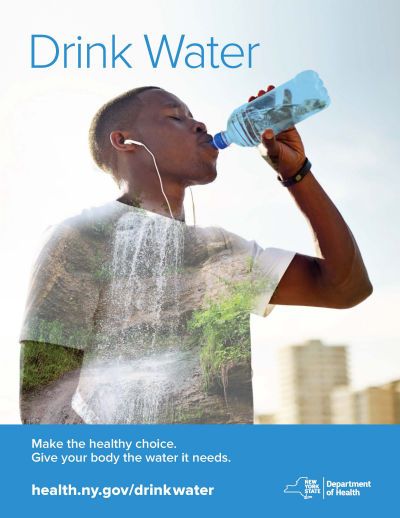 Drink Water
Make the healthy choice.
Give your body the water it needs.
health.ny.gov/drinkwater
NEW
YORK
STATE
Department
of Health